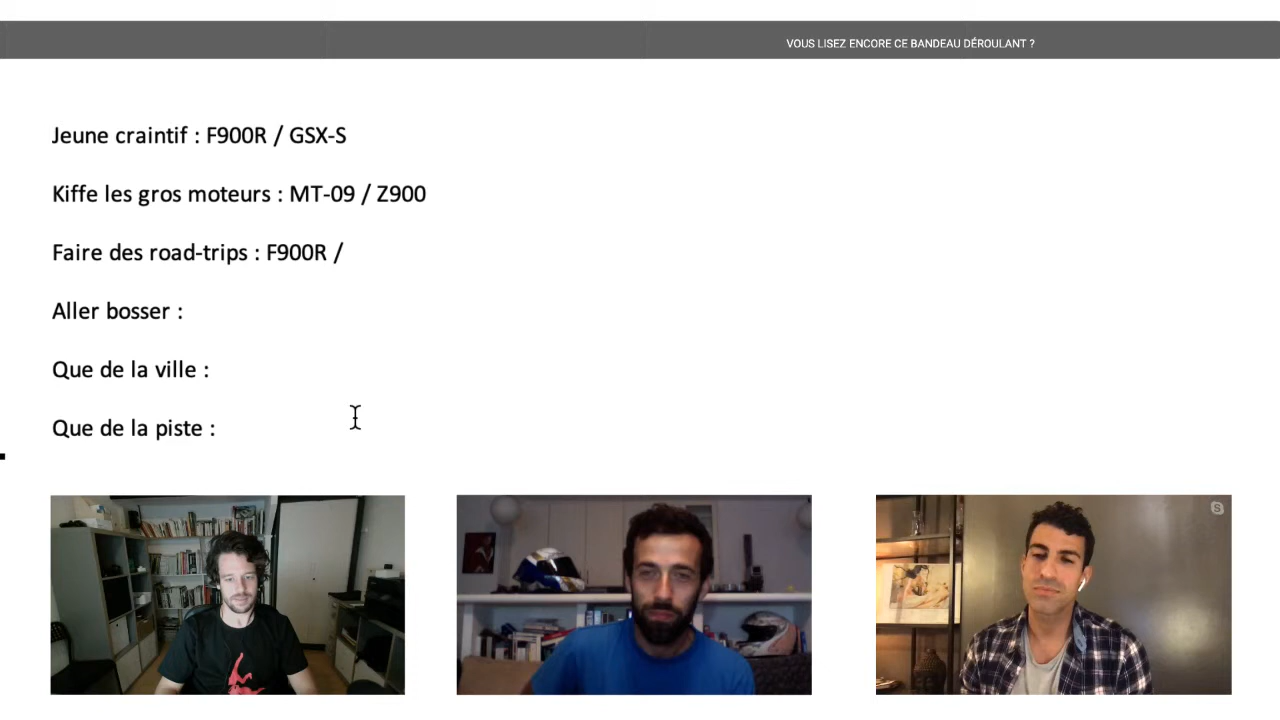 VOUS LISEZ ENCORE CE BANDEAU DÉROULANT ?
Jeune craintif : F900R / GSX-S
Kiffe les gros moteurs : MT-09 / Z900
Faire des road-trips : F900R /
Aller bosser :
Que de la ville :
Que de la piste :